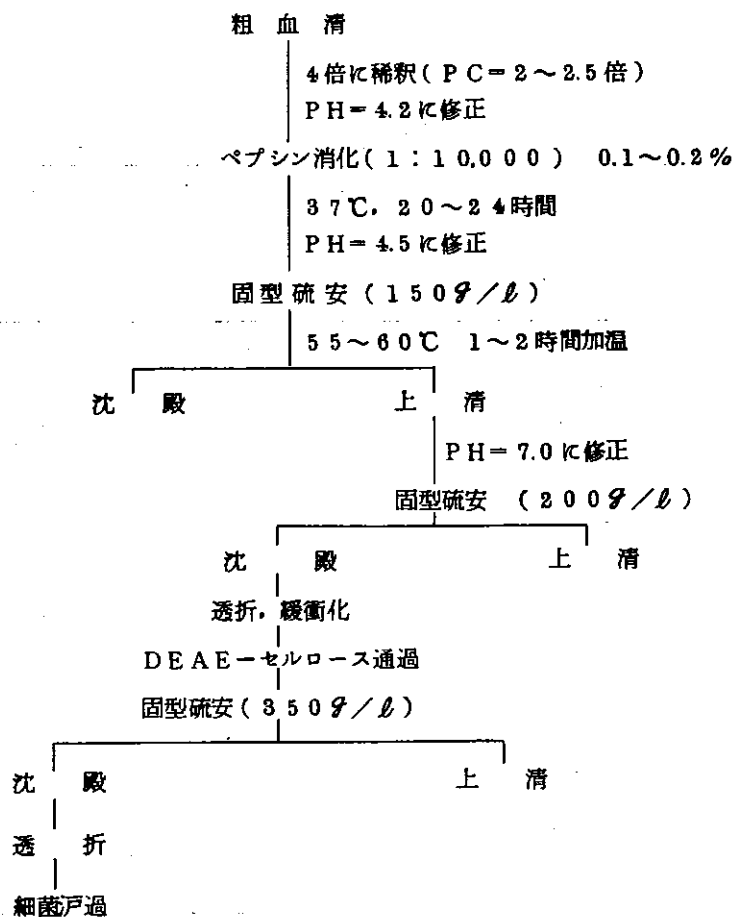 粗血清
4倍に稀釈(PC=2～2.5倍)
PH=4.2に修正
ペプシン消化(1:10,000) 0.1～0.2%
37℃, 20～24時間
PH=4.5に修正
固型硫安(150g/ℓ)
55～60℃ 1～2時間加温
沈殿 上清
PH=7.0に修正
固型硫安 (200g/ℓ)
沈殿 上清
透折, 緩衝化
DEAE-セルロース通過
固型硫安(350g/ℓ)
沈殿 上清
透折
細菌戸過